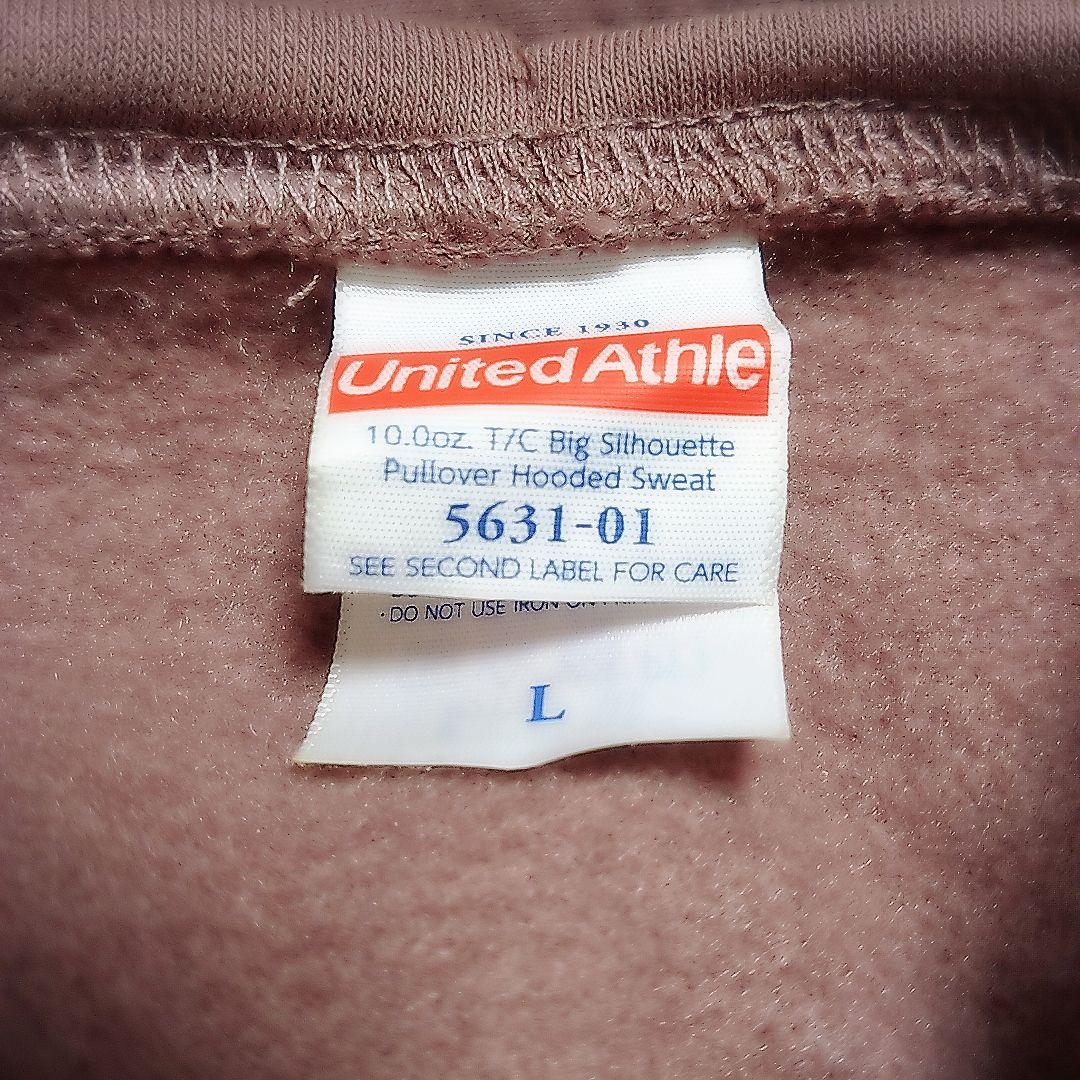 SINCE 1930
United Athle
10.0oz. T/C Big Silhouette
Pullover Hooded Sweat
5631-01
SEE SECOND LABEL FOR CARE
· DO NOT USE IRON ON
L